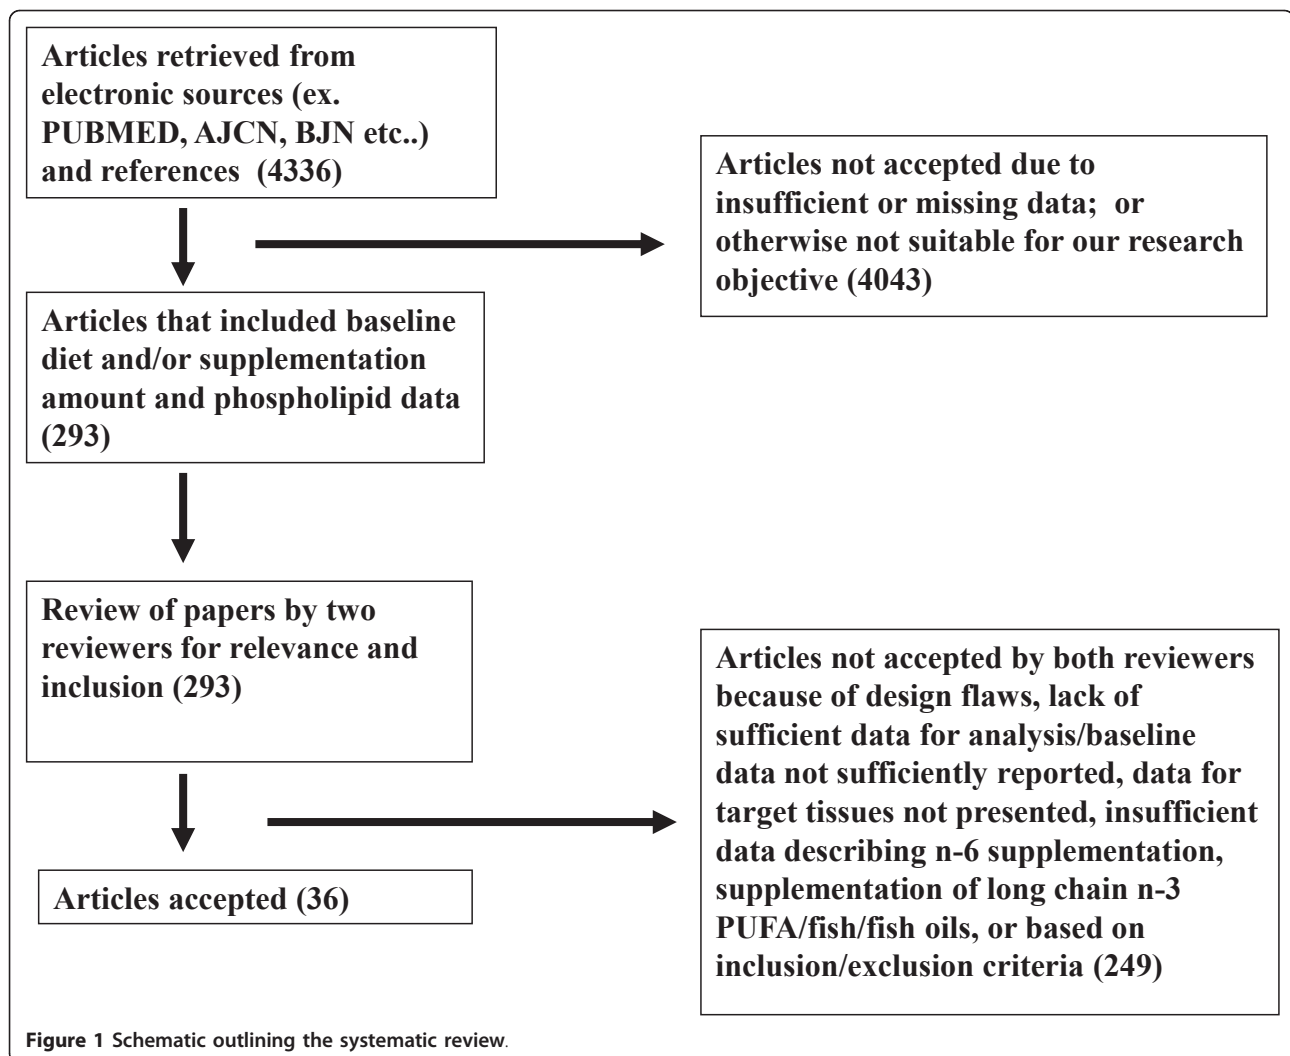 Articles retrieved from
electronic sources (ex.
PUBMED, AJCN, BJN etc..)
and references (4336)
Articles not accepted due to
insufficient or missing data; or
otherwise not suitable for our research
objective (4043)
Articles that included baseline
diet and/or supplementation
amount and phospholipid data
(293)
Review of papers by two
reviewers for relevance and
inclusion (293)
Articles not accepted by both reviewers
because of design flaws, lack of
sufficient data for analysis/baseline
data not sufficiently reported, data for
target tissues not presented, insufficient
data describing n-6 supplementation,
supplementation of long chain n-3
PUFA/fish/fish oils, or based on
inclusion/exclusion criteria (249)
Articles accepted (36)
Figure 1 Schematic outlining the systematic review.